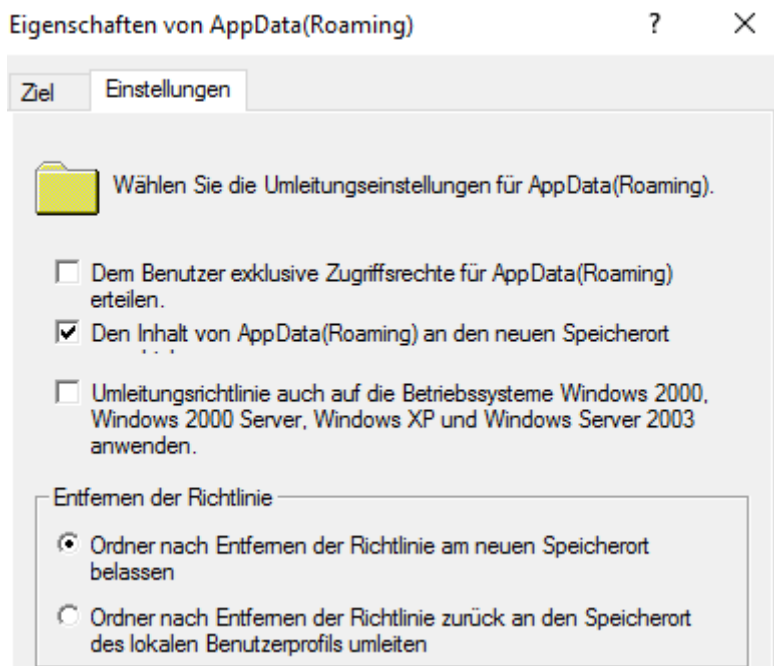 Eigenschaften von AppData(Roaming)
?
Ziel
Einstellungen
Wählen Sie die Umleitungseinstellungen für AppData(Roaming).
Dem Benutzer exklusive Zugriffsrechte für AppData(Roaming)
erteilen.
Den Inhalt von AppData(Roaming) an den neuen Speicherort
Umleitungsrichtlinie auch auf die Betriebssysteme Windows 2000,
Windows 2000 Server, Windows XP und Windows Server 2003
anwenden.
Entfernen der Richtlinie
Ordner nach Entfernen der Richtlinie am neuen Speicherort
belassen
Ordner nach Entfernen der Richtlinie zurück an den Speicherort
des lokalen Benutzerprofils umleiten